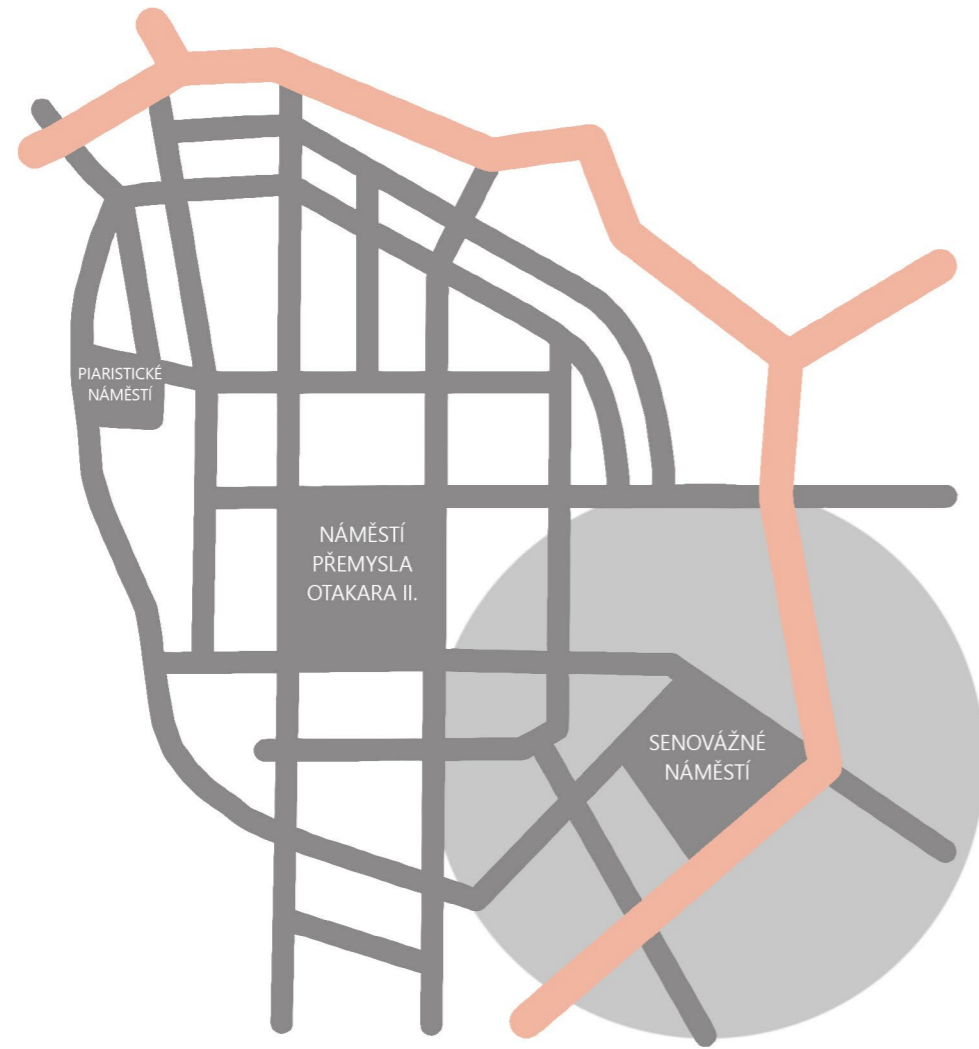 PIARISTICKÉ
NÁMĚSTÍ
NÁMĚSTÍ
PŘEMYSLA
OTAKARA II.
SENOVÁŽNÉ
NÁMĚSTÍ